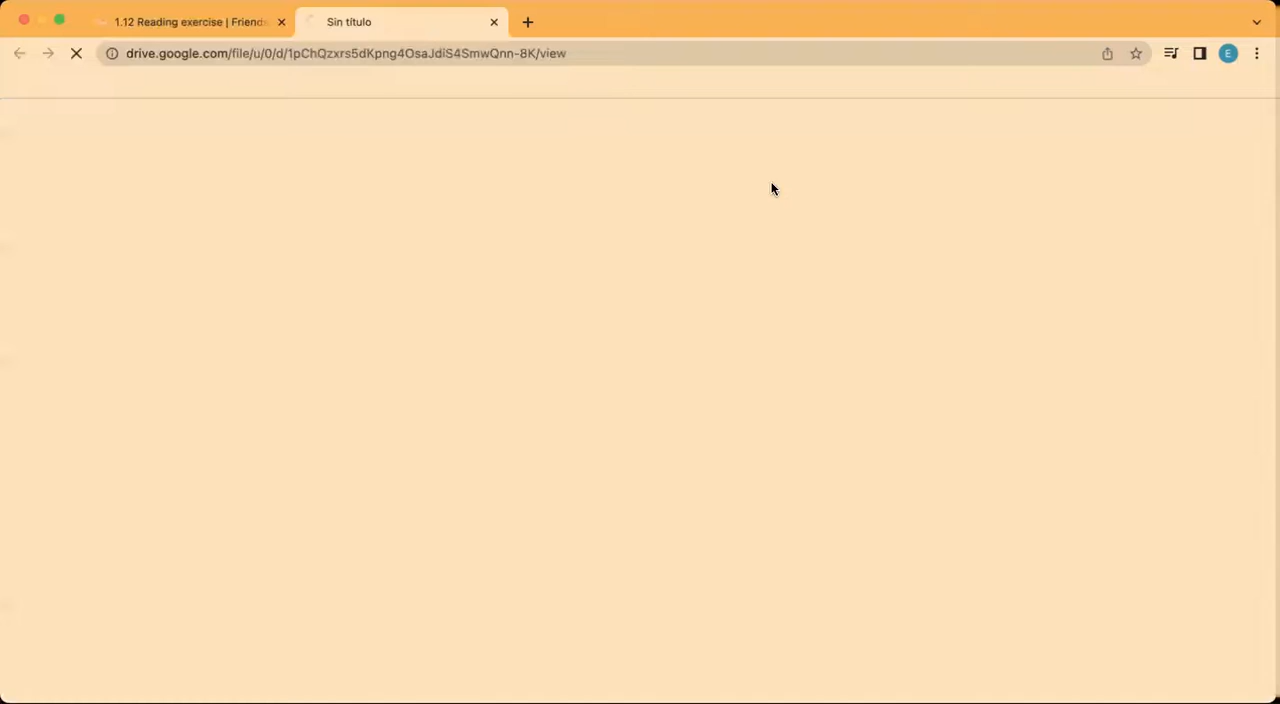 1.12 Reading exercise | Friend
Sin título
drive.google.com/file/u/0/d/1pChQzxrs5dKpng4OsaJdiS4SmwQnn-8K/view
E